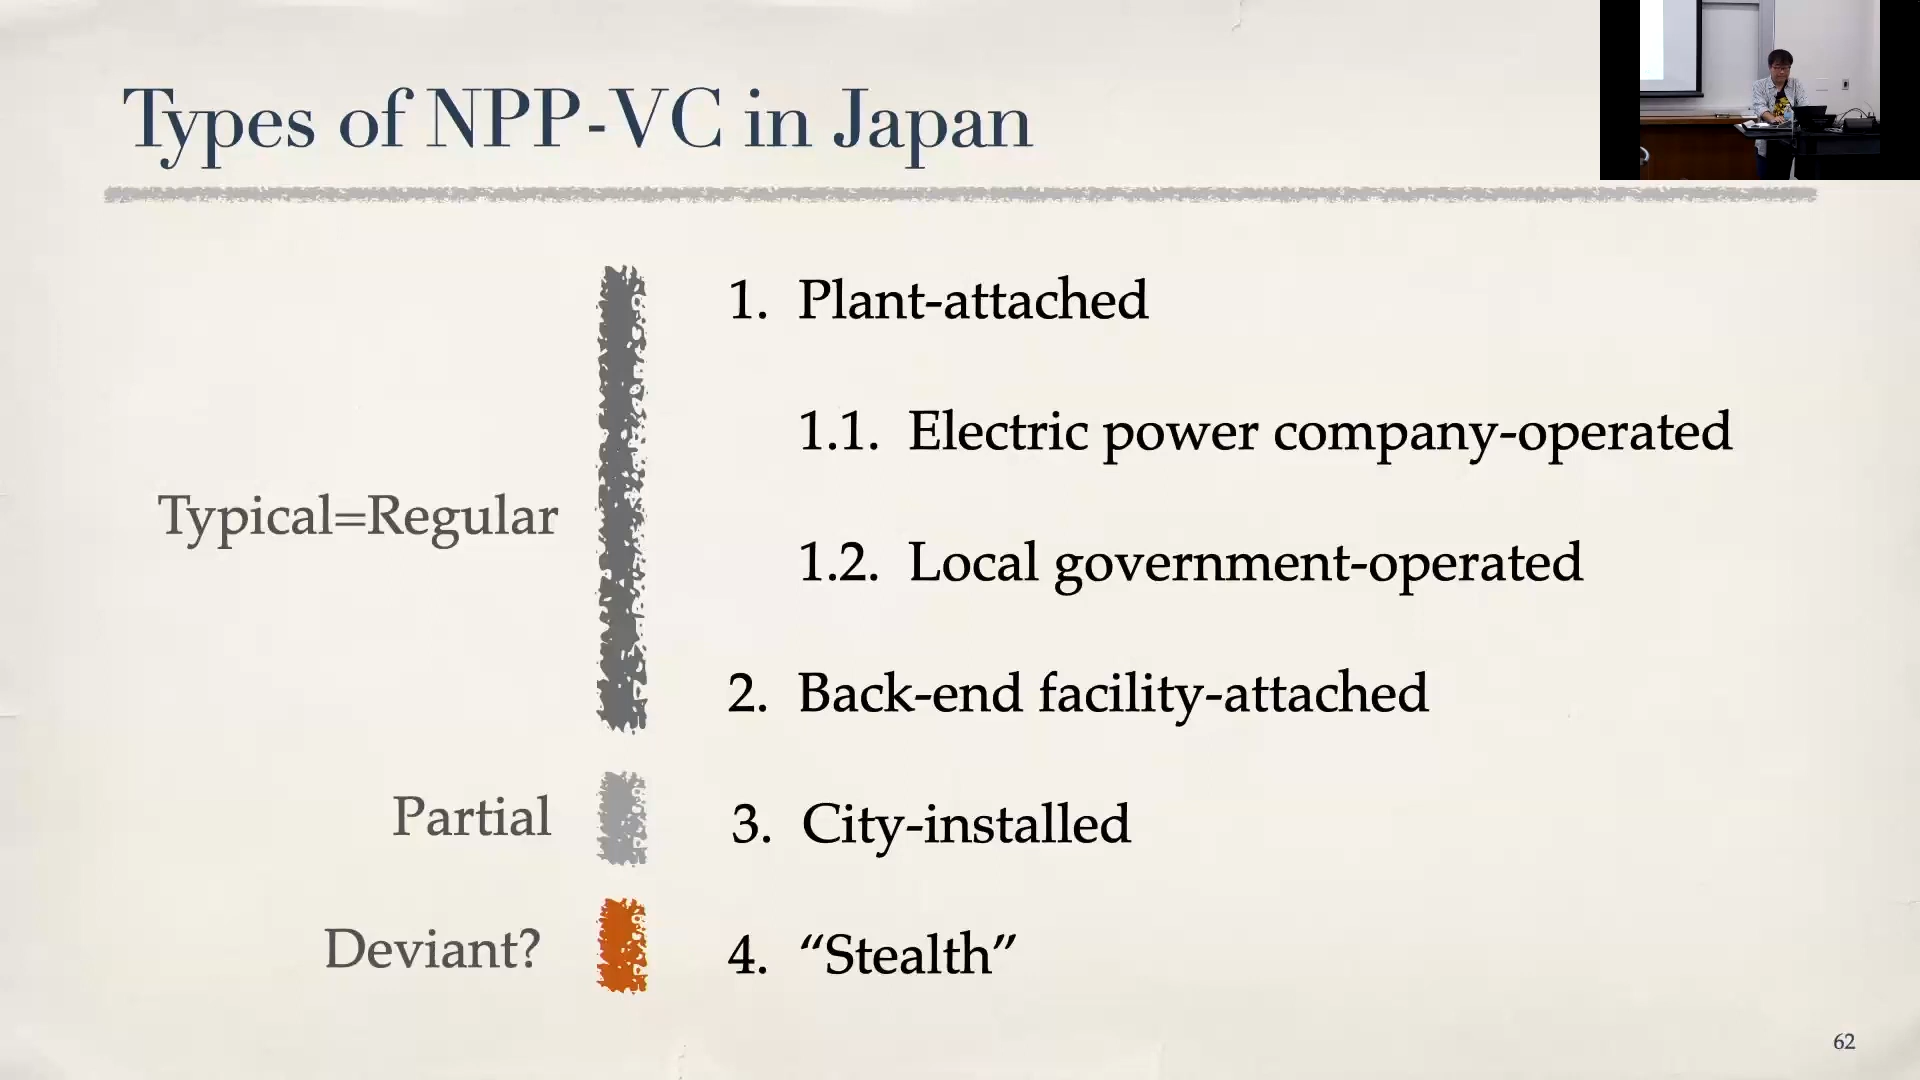 Types of NPP-VC in Japan
Typical=Regular
1. Plant-attached
1.1. Electric power company-operated
1.2. Local government-operated
2. Back-end facility-attached
Partial
3. City-installed
Deviant?
4. “Stealth”
62